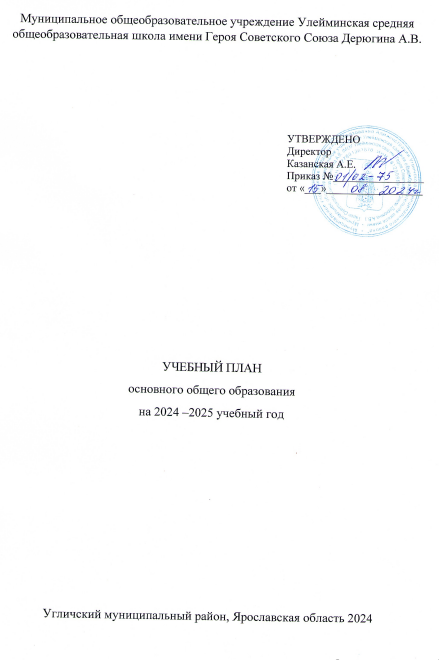 Муниципальное общеобразовательное учреждение Улейминская средняя
общеобразовательная школа имени Героя Советского Союза Дерюгина А.В.
УТВЕРЖДЕНО
Директор
Казанская А.Е.
Приказ № 01/02-75
от « 15 » 08 2024г
УЧЕБНЫЙ ПЛАН
основного общего образования
на 2024 –2025 учебный год
Угличский муниципальный район, Ярославская область 2024